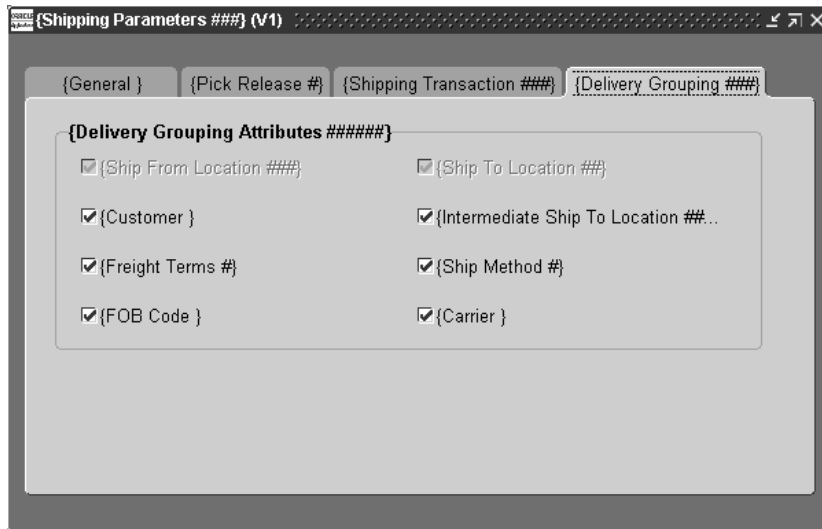 {Shipping Parameters ###} (V1)
{General }
{Pick Release #}
{Shipping Transaction ###}
{Delivery Grouping ###}
{Delivery Grouping Attributes ######}
{Ship From Location ###}
{Ship To Location ##}
{Customer }
{Intermediate Ship To Location ##...
{Freight Terms #}
{Ship Method #}
{FOB Code }
{Carrier }